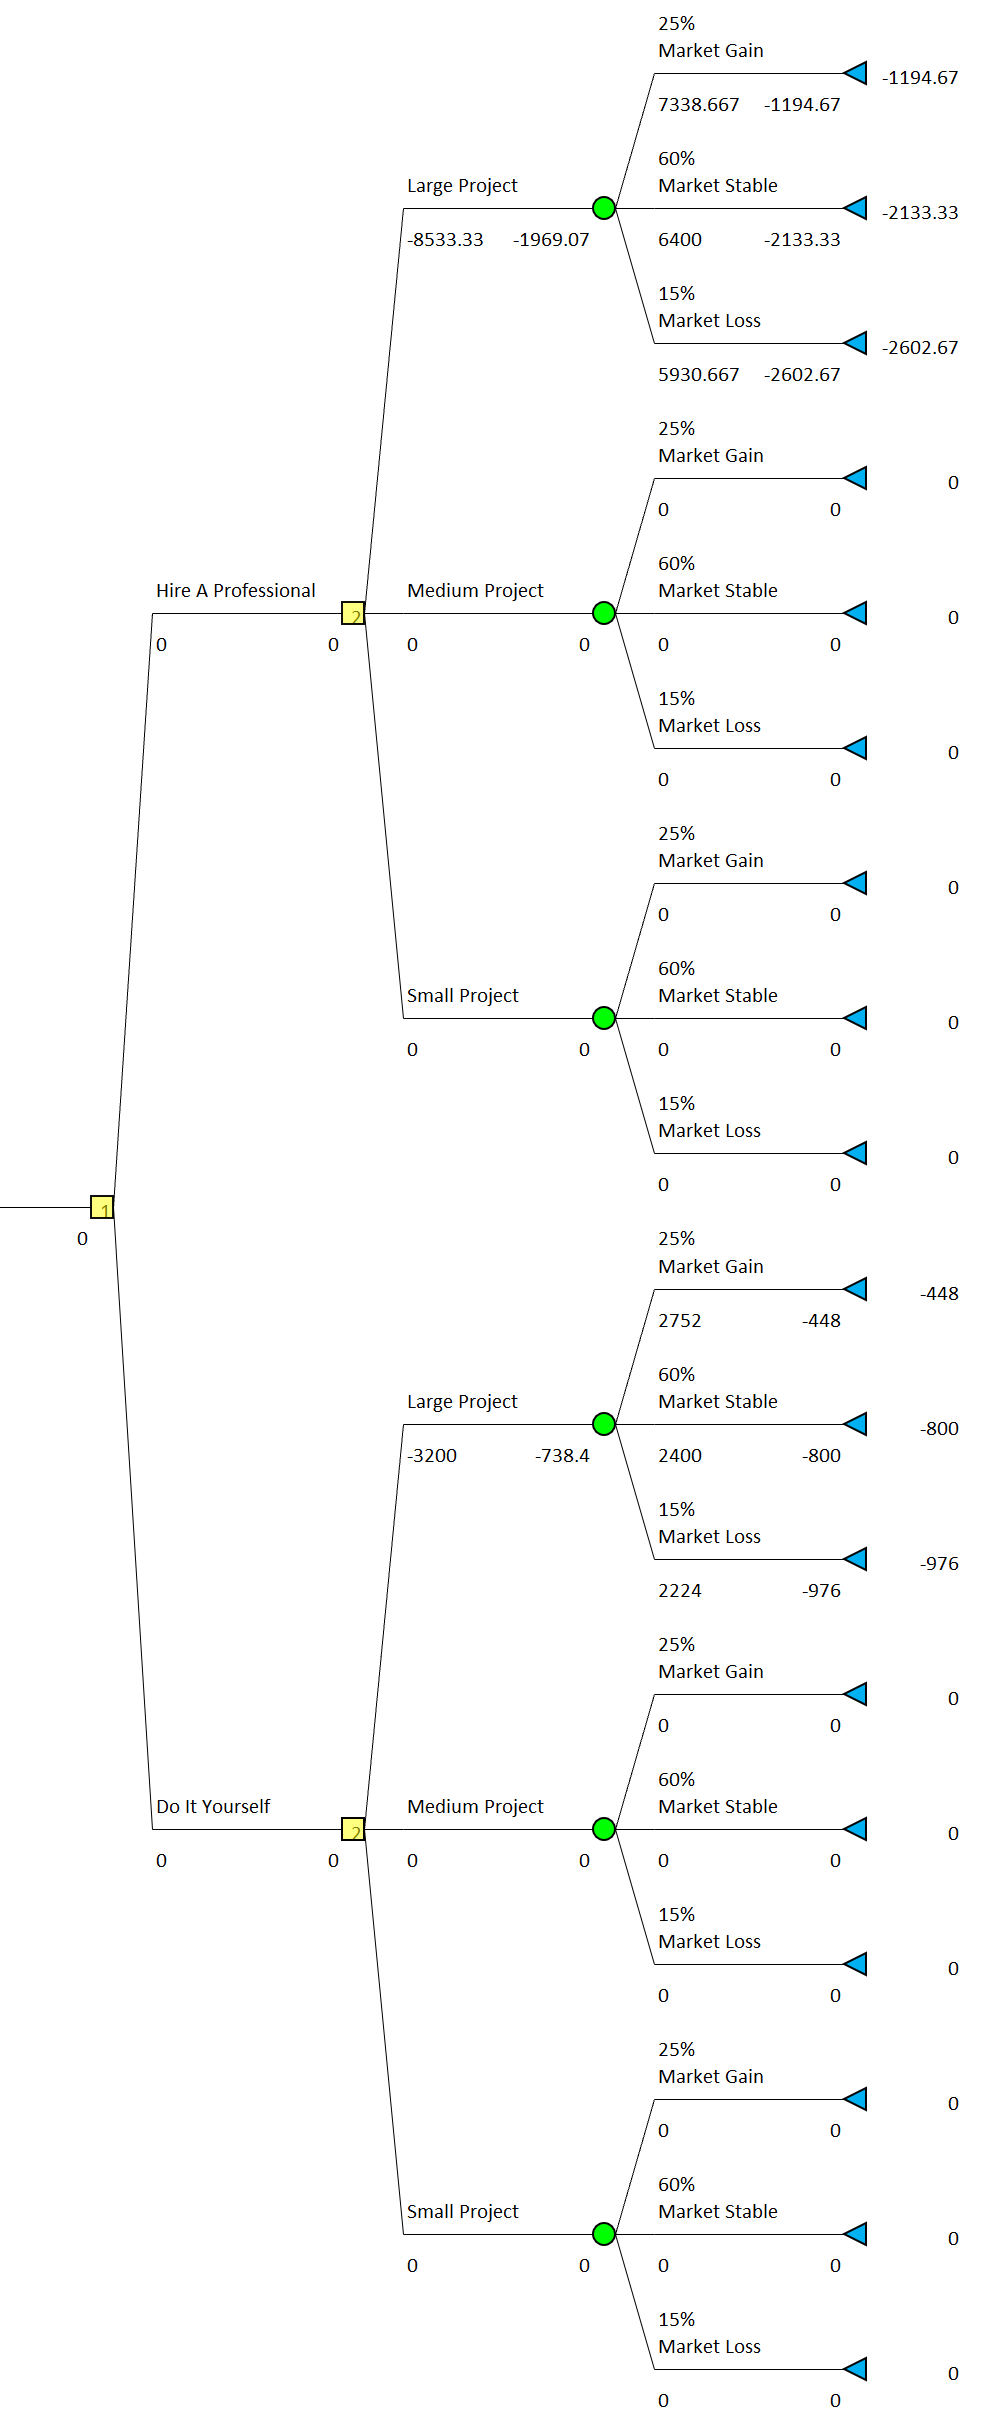 25%
Market Gain
-1194.67
7338.667 -1194.67
60%
Large Project
Market Stable
-2133.33
-8533.33 -1969.07
6400 -2133.33
15%
Market Loss
-2602.67
5930.667 -2602.67
25%
Market Gain
0
0 0
60%
Hire A Professional
2
Medium Project
Market Stable
0
0 0
0 0
0 0
15%
Market Loss
0
0 0
25%
Market Gain
0
0 0
60%
Small Project
Market Stable
0
0 0
0 0
15%
Market Loss
0
0 0
1
0
25%
Market Gain
-448
2752 -448
60%
Large Project
Market Stable
-800
-3200 -738.4
2400 -800
15%
Market Loss
-976
2224 -976
25%
Market Gain
0
0 0
60%
Do It Yourself
2
Medium Project
Market Stable
0
0 0
0 0
0 0
15%
Market Loss
0
0 0
25%
Market Gain
0
0 0
60%
Small Project
Market Stable
0
0 0
0 0
15%
Market Loss
0
0 0